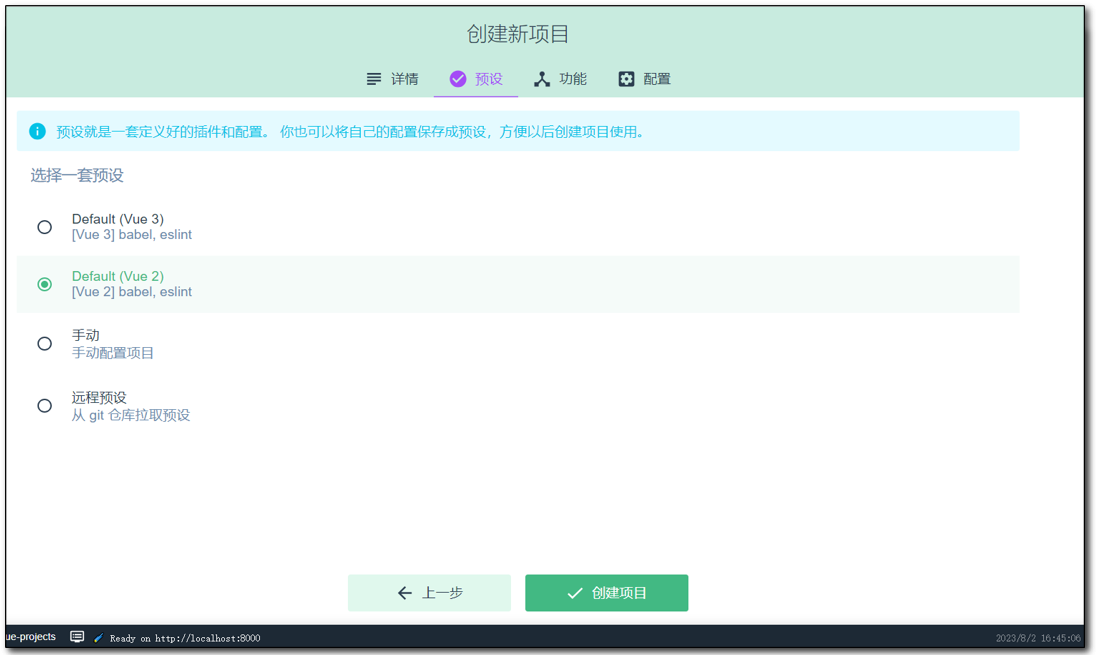 创建新项目
详情 预设 功能 配置
预设就是一套定义好的插件和配置。 你也可以将自己的配置保存成预设，方便以后创建项目使用。
选择一套预设
Default (Vue 3)
[Vue 3] babel, eslint
Default (Vue 2)
[Vue 2] babel, eslint
手动
手动配置项目
远程预设
从 git 仓库拉取预设
上一步 创建项目
ue-projects Ready on http://localhost:8000 2023/8/2 16:45:06